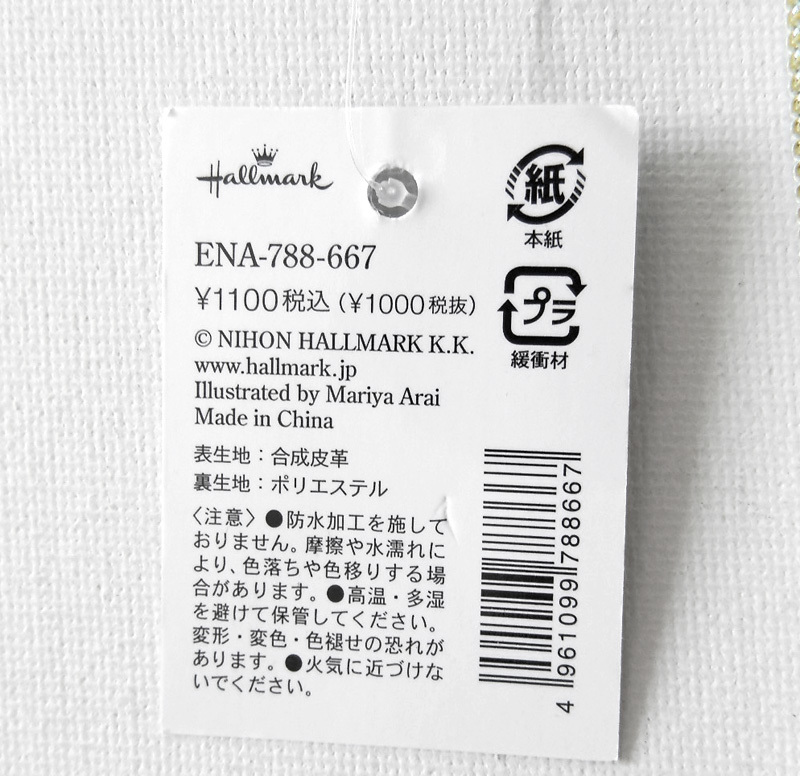 Hallmark
ENA-788-667
¥1100税込（¥1000税抜）
© NIHON HALLMARK K.K.
www.hallmark.jp
Illustrated by Mariya Arai
Made in China
表生地：合成皮革
裏生地：ポリエステル
〈注意〉●防水加工を施して
おりません。摩擦や水濡れに
より、色落ちや色移りする場
合があります。●高温・多湿
を避けて保管してください。
変形・変色・色褪せの恐れが
あります。●火気に近づけな
いでください。
紙
本紙
プラ
緩衝材
4 961099 788667